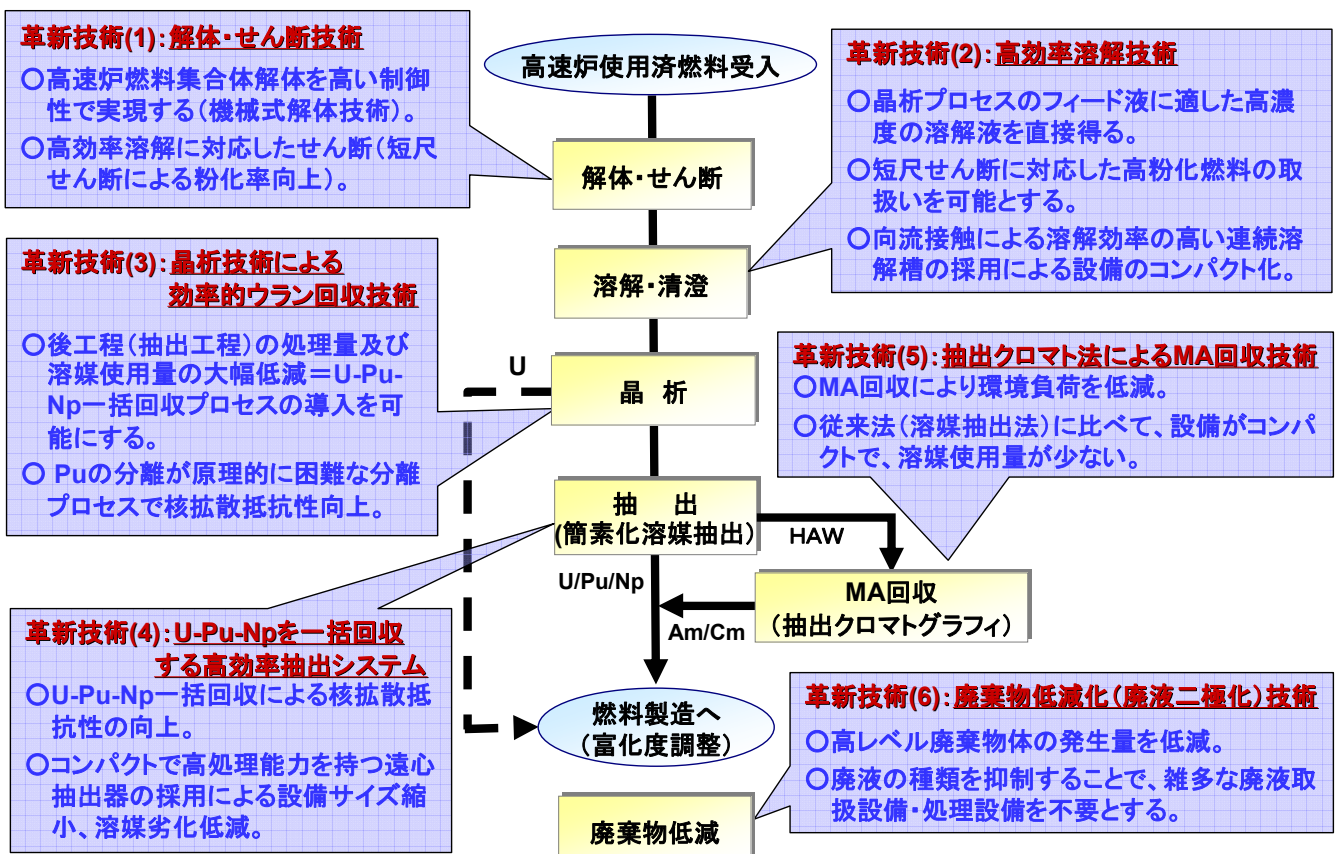 革新技術(1):解体・せん断技術
○高速炉燃料集合体解体を高い制御
性で実現する(機械式解体技術)。
○高効率溶解に対応したせん断(短尺
せん断による粉化率向上)。
高速炉使用済燃料受入
革新技術(2):高効率溶解技術
○晶析プロセスのフィード液に適した高濃
度の溶解液を直接得る。
○短尺せん断に対応した高粉化燃料の取
扱いを可能とする。
○向流接触による溶解効率の高い連続溶
解槽の採用による設備のコンパクト化。
解体・せん断
溶解・清澄
革新技術(3):晶析技術による
効率的ウラン回収技術
○後工程(抽出工程)の処理量及び
溶媒使用量の大幅低減=U-Pu-
Np一括回収プロセスの導入を可
能にする。
○ Puの分離が原理的に困難な分離
プロセスで核拡散抵抗性向上。
U
晶 析
革新技術(5):抽出クロマト法によるMA回収技術
○MA回収により環境負荷を低減。
○従来法(溶媒抽出法)に比べて、設備がコンパ
クトで、溶媒使用量が少ない。
抽 出
(簡素化溶媒抽出)
HAW
U/Pu/Np
MA回収
(抽出クロマトグラフィ)
Am/Cm
革新技術(4):U-Pu-Npを一括回収
する高効率抽出システム
○U-Pu-Np一括回収による核拡散抵
抗性の向上。
○コンパクトで高処理能力を持つ遠心
抽出器の採用による設備サイズ縮
小、溶媒劣化低減。
燃料製造へ
(富化度調整)
革新技術(6):廃棄物低減化(廃液二極化)技術
○高レベル廃棄物体の発生量を低減。
○廃液の種類を抑制することで、雑多な廃液取
扱設備・処理設備を不要とする。
廃棄物低減